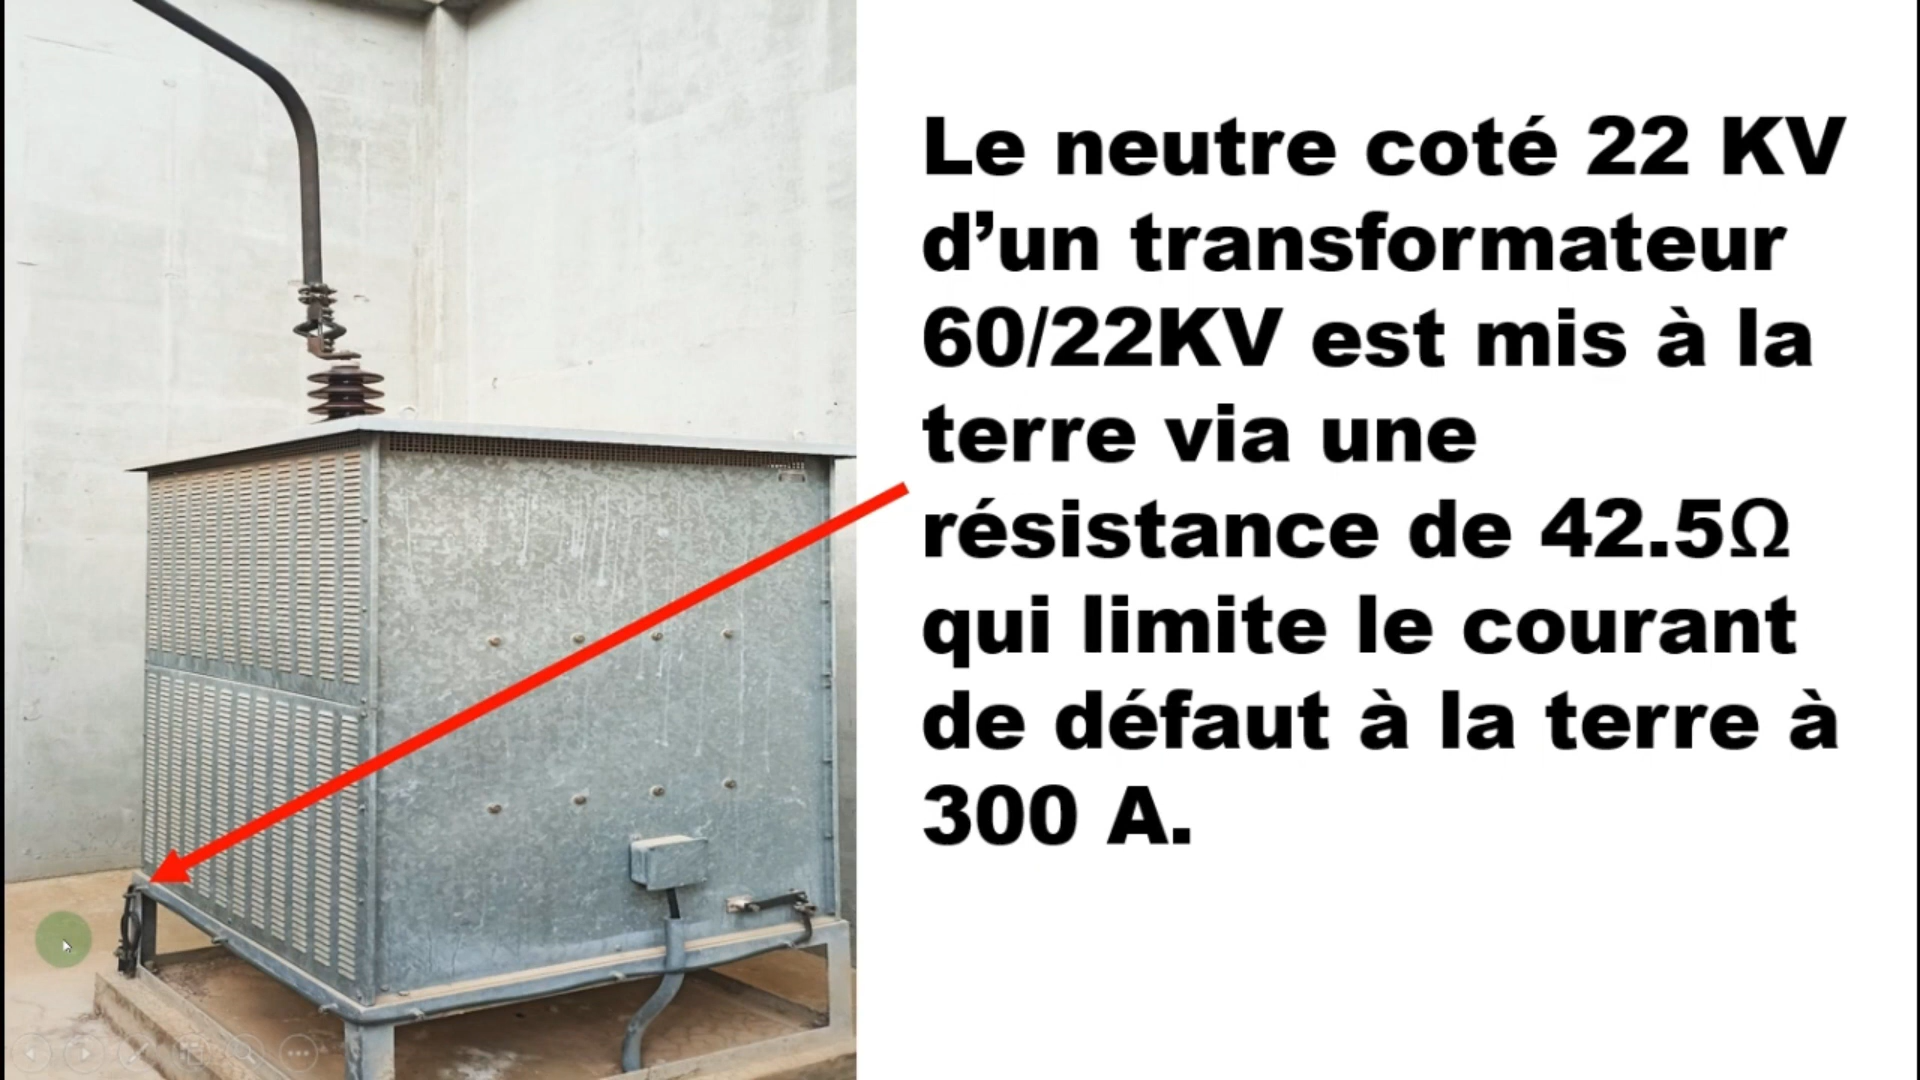 Le neutre coté 22 KV
d’un transformateur
60/22KV est mis à la
terre via une
résistance de 42.5Ω
qui limite le courant
de défaut à la terre à
300 A.